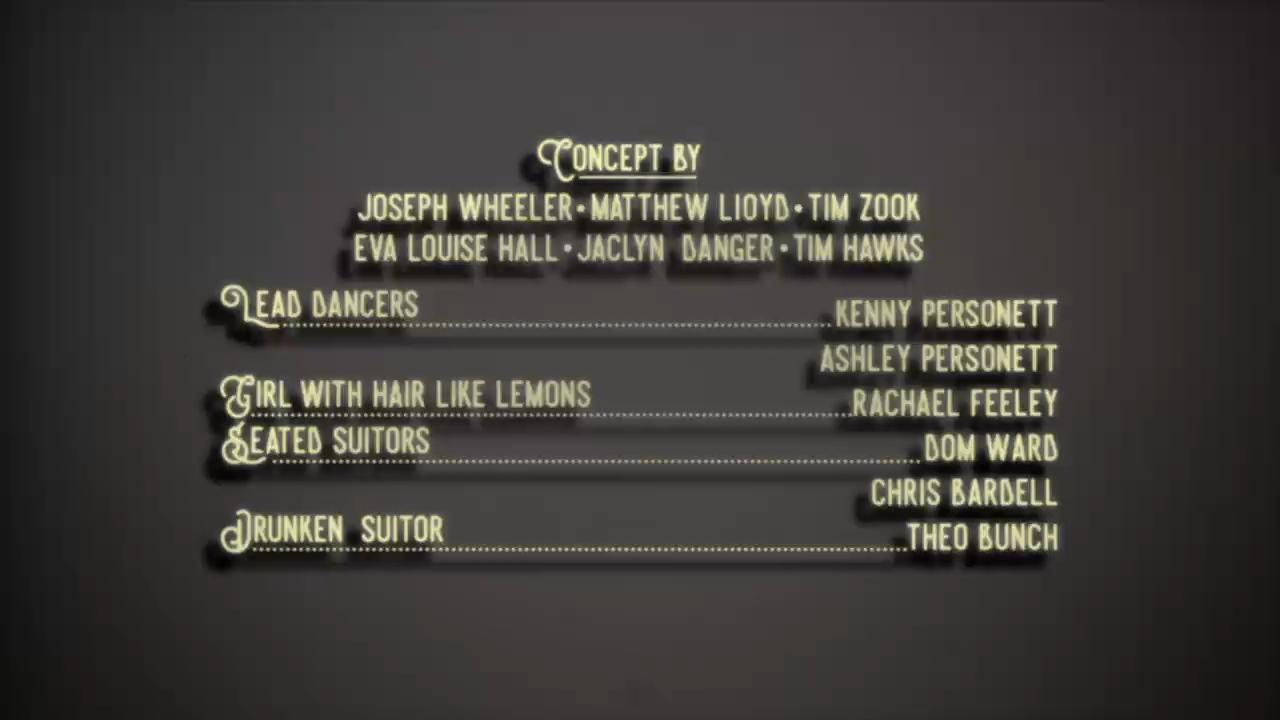 CONCEPT BY
JOSEPH WHEELER • MATTHEW LIOYD • TIM ZOOK
EVA LOUISE HALL • JACLYN DANGER • TIM HAWKS
LEAD DANCERS........KENNY PERSONETT
ASHLEY PERSONETT
GIRL WITH HAIR LIKE LEMONS........RACHAEL FEELEY
SEATED SUITORS........DOM WARD
CHRIS BARDELL
DRUNKEN SUITOR........THEO BUNCH